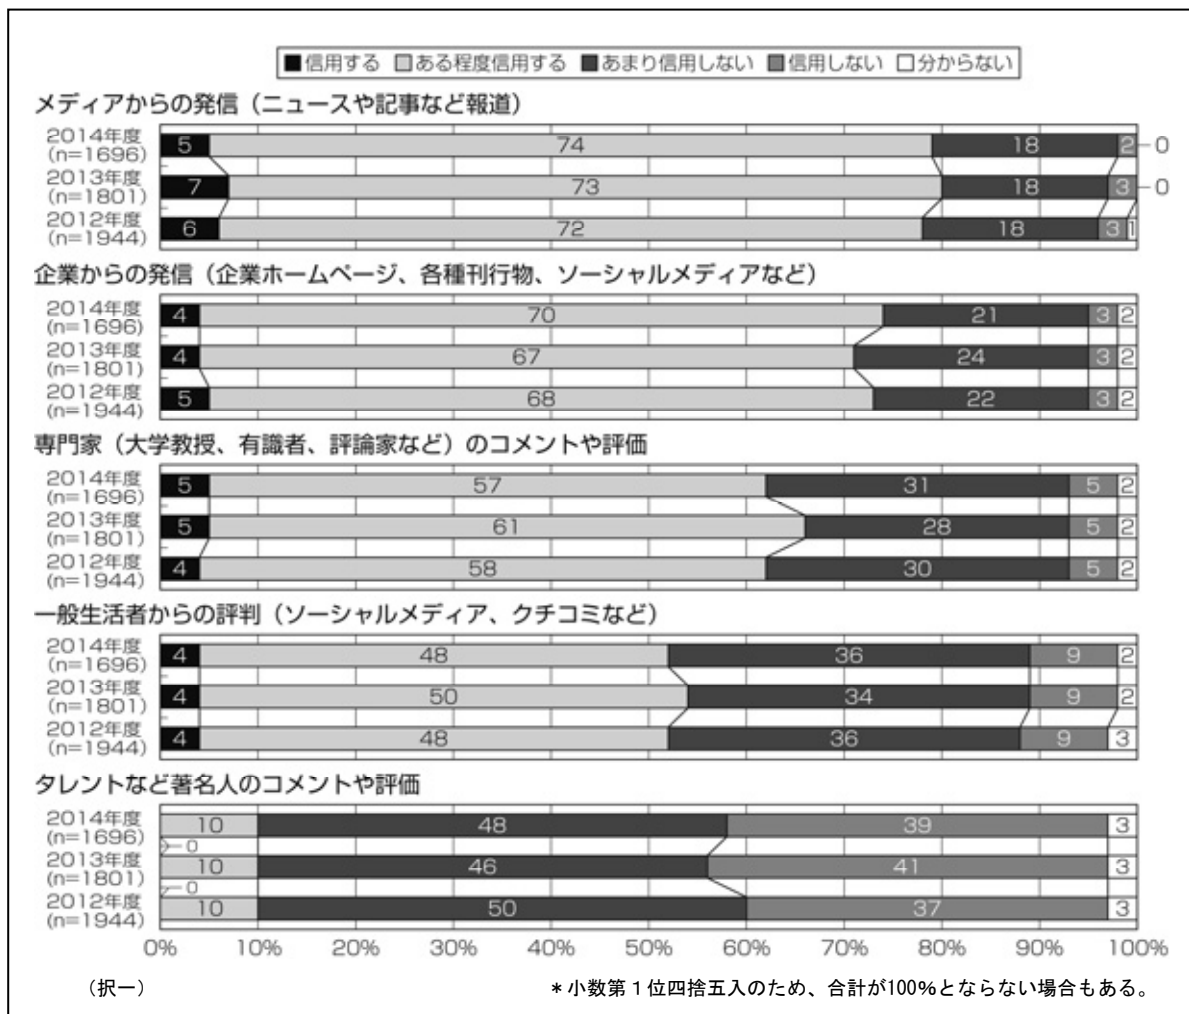 ■信用する □ある程度信用する ■あまり信用しない ■信用しない □分からない
メディアからの発信（ニュースや記事など報道）
2014年度
(n=1696)
5 74 18 2 0
2013年度
(n=1801)
7 73 18 3 0
2012年度
(n=1944)
6 72 18 3 1
企業からの発信（企業ホームページ、各種刊行物、ソーシャルメディアなど）
2014年度
(n=1696)
4 70 21 3 2
2013年度
(n=1801)
4 67 24 3 2
2012年度
(n=1944)
5 68 22 3 2
専門家（大学教授、有識者、評論家など）のコメントや評価
2014年度
(n=1696)
5 57 31 5 2
2013年度
(n=1801)
5 61 28 5 2
2012年度
(n=1944)
4 58 30 5 2
一般生活者からの評判（ソーシャルメディア、クチコミなど）
2014年度
(n=1696)
4 48 36 9 2
2013年度
(n=1801)
4 50 34 9 2
2012年度
(n=1944)
4 48 36 9 3
タレントなど著名人のコメントや評価
2014年度
(n=1696)
10 48 39 3
0
2013年度
(n=1801)
10 46 41 3
0
2012年度
(n=1944)
10 50 37 3
0% 10% 20% 30% 40% 50% 60% 70% 80% 90% 100%
（択一） ＊小数第１位四捨五入のため、合計が100%とならない場合もある。